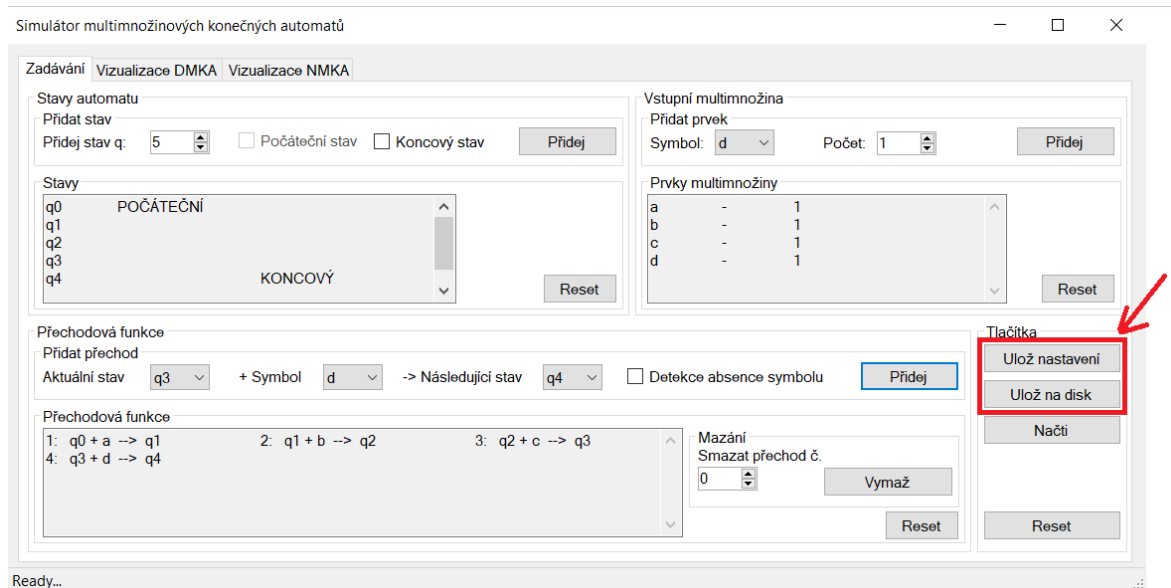 Simulátor multimnožinových konečných automatů
Zadávání Vizualizace DMKA Vizualizace NMKA
Stavy automatu
Přidat stav
Přidej stav q: 5 Počáteční stav Koncový stav Přidej
Stavy
q0 POČÁTEČNÍ
q1
q2
q3
q4 KONCOVÝ
Reset
Vstupní multimnožina
Přidat prvek
Symbol: d Počet: 1 Přidej
Prvky multimnožiny
a - 1
b - 1
c - 1
d - 1
Reset
Přechodová funkce
Přidat přechod
Aktuální stav q3 + Symbol d -> Následující stav q4 Detekce absence symbolu Přidej
Přechodová funkce
1: q0 + a --> q1 2: q1 + b --> q2 3: q2 + c --> q3
4: q3 + d --> q4
Mazání
Smazat přechod č.
0 Vymaž
Reset
Tlačítka
Ulož nastavení
Ulož na disk
Načti
Reset
Ready...